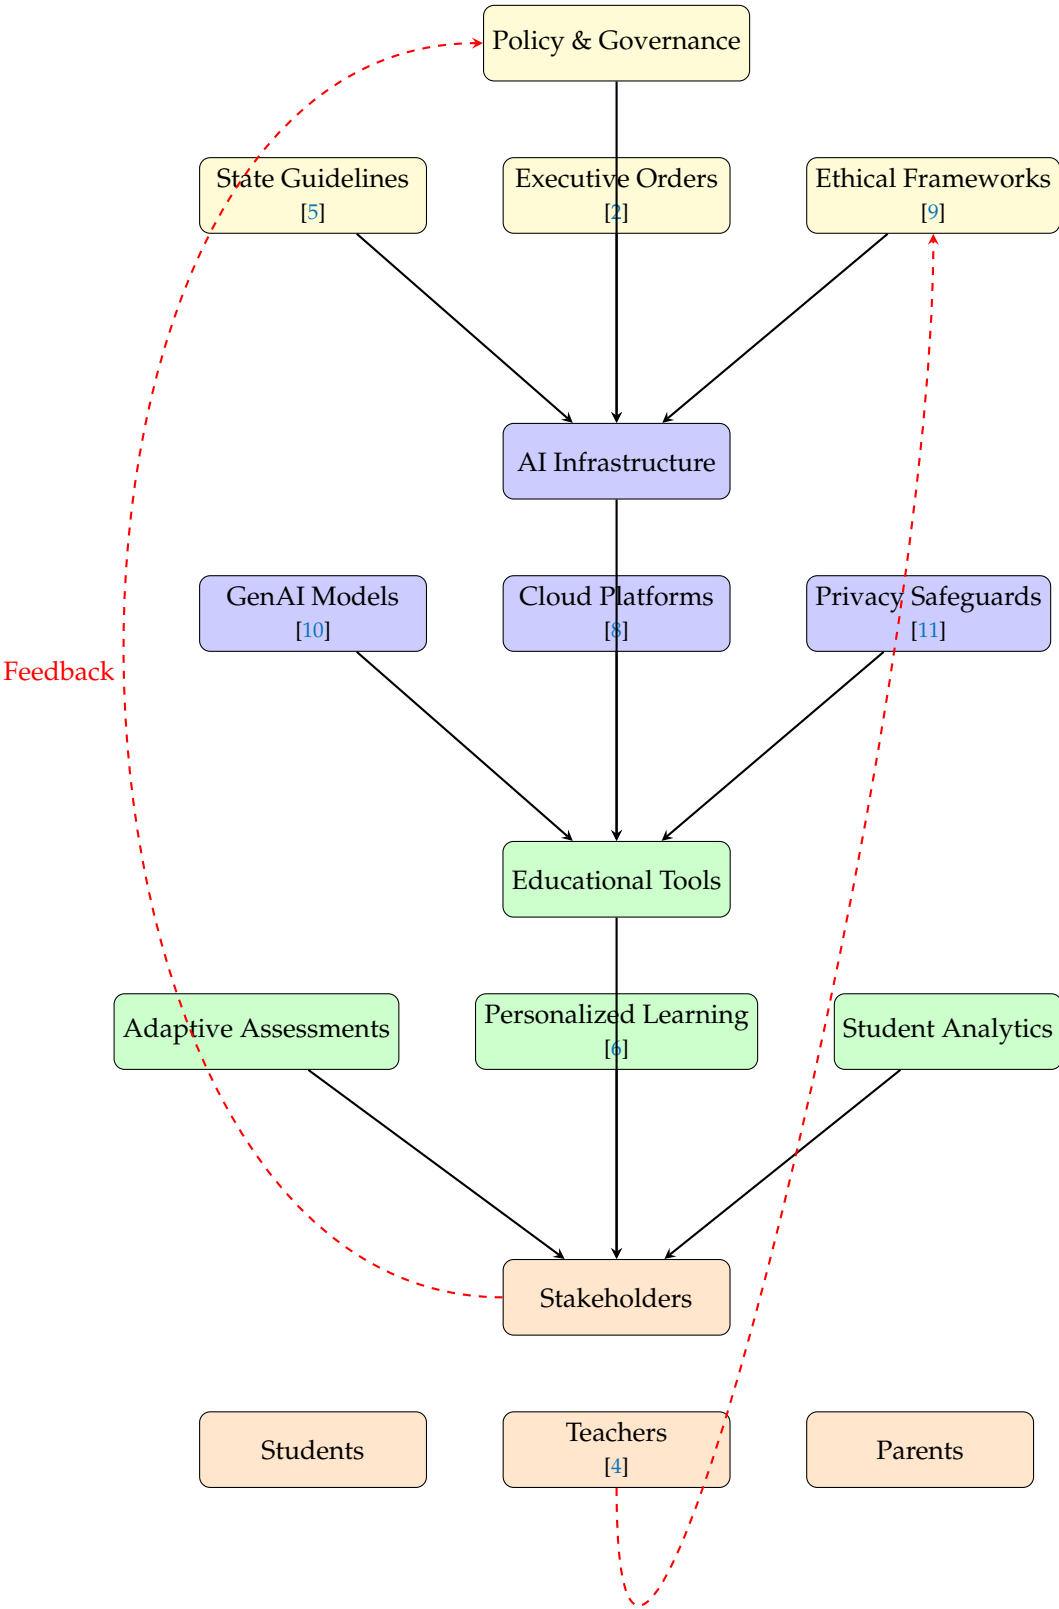 Policy & Governance
State Guidelines
[5]
Executive Orders
[2]
Ethical Frameworks
[9]
AI Infrastructure
GenAI Models
[10]
Cloud Platforms
[8]
Privacy Safeguards
[11]
Feedback
Educational Tools
Adaptive Assessments
Personalized Learning
[6]
Student Analytics
Stakeholders
Students
Teachers
[4]
Parents